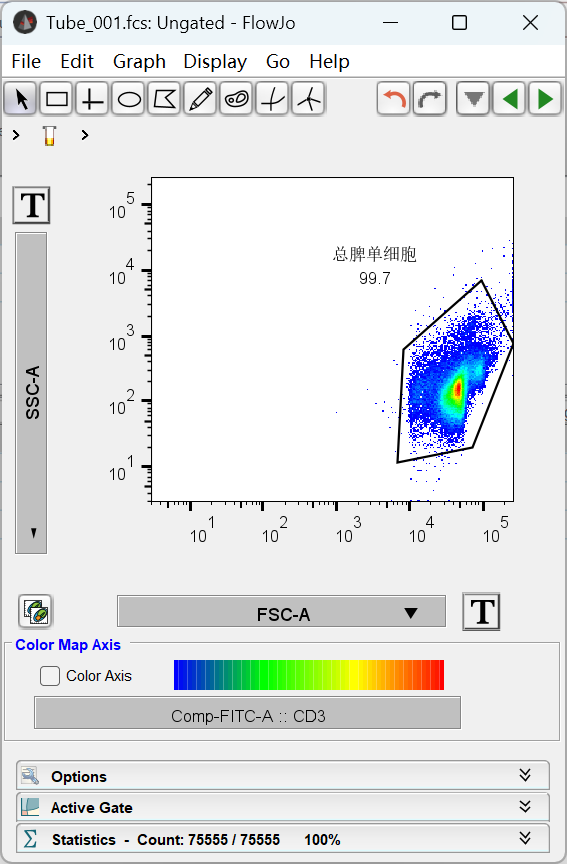 Tube_001.fcs: Ungated - FlowJo
File Edit Graph Display Go Help
T
总脾单细胞
99.7
10^5
10^4
10^3
10^2
10^1
SSC-A
10^1 10^2 10^3 10^4 10^5
FSC-A
T
Color Map Axis
Color Axis
Comp-FITC-A :: CD3
Options
Active Gate
Statistics - Count: 75555 / 75555 100%